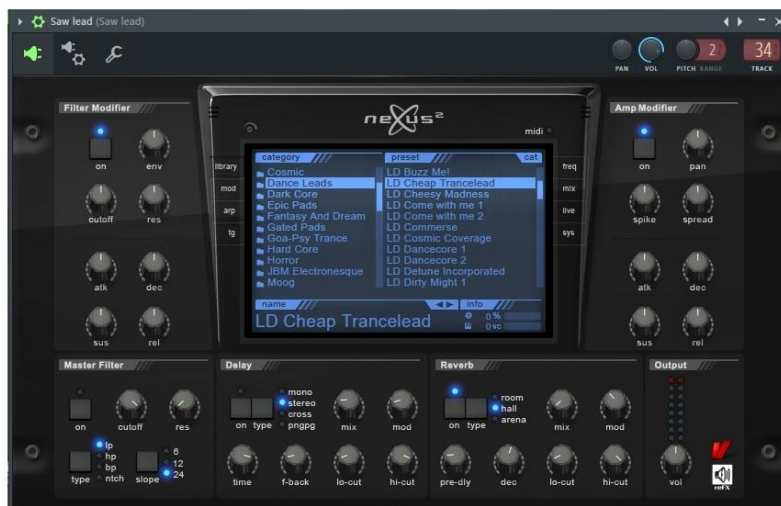 Saw lead (Saw lead)
2
34
PAN VOL PITCH RANGE TRACK
Filter Modifier
on env
cutoff res
atk dec
sus rel
nexus²
midi
library
mod
arp
tg
freq
mix
live
sys
category
Cosmic
Dance Leads
Dark Core
Epic Pads
Fantasy And Dream
Gated Pads
Goa-Psy Trance
Hard Core
Horror
JBM Electronesque
Moog
preset cat
LD Buzz Me!
LD Cheap Trancelead
LD Cheesy Madness
LD Come with me 1
LD Come with me 2
LD Commerse
LD Cosmic Coverage
LD Dancecore 1
LD Dancecore 2
LD Detune Incorporated
LD Dirty Might 1
name info
LD Cheap Trancelead
0 %
0 vc
Amp Modifier
on pan
spike spread
atk dec
sus rel
Master Filter
on cutoff res
type
lp
hp
bp
ntch
slope
6
12
24
Delay
on type
mono
stereo
cross
pngpg
mix mod
time f-back lo-cut hi-cut
Reverb
on type
room
hall
arena
mix mod
pre-dly dec lo-cut hi-cut
Output
vol
reFX